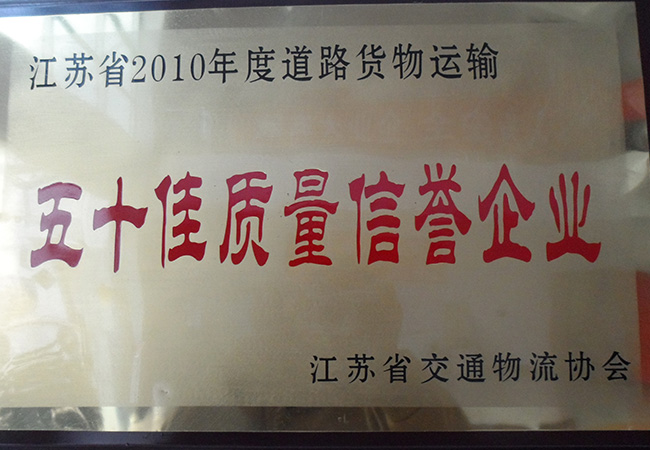 江苏省2010年度道路货物运输
五十佳质量信誉企业
江苏省交通物流协会